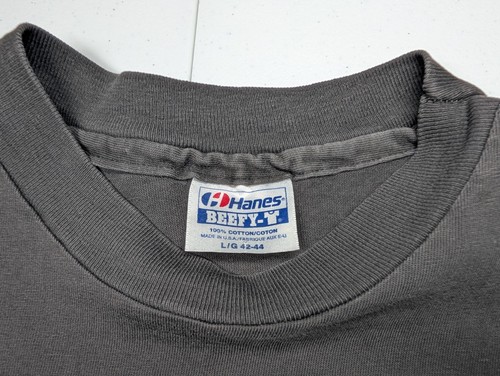 Hanes®
BEEFY-T®
100% COTTON/COTON
MADE IN U.S.A./FABRIQUE AUX E-U
L/G 42-44